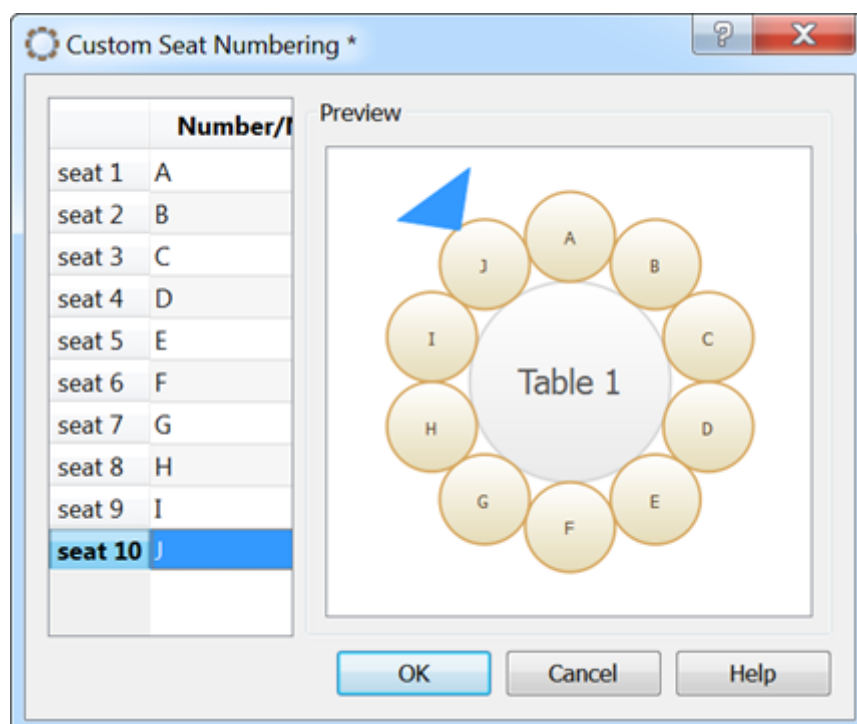 Custom Seat Numbering *
Number/
Preview
seat 1 A
seat 2 B
seat 3 C
seat 4 D
seat 5 E
seat 6 F
seat 7 G
seat 8 H
seat 9 I
seat 10 J
A
J B
I C
Table 1
H D
G E
F
OK Cancel Help